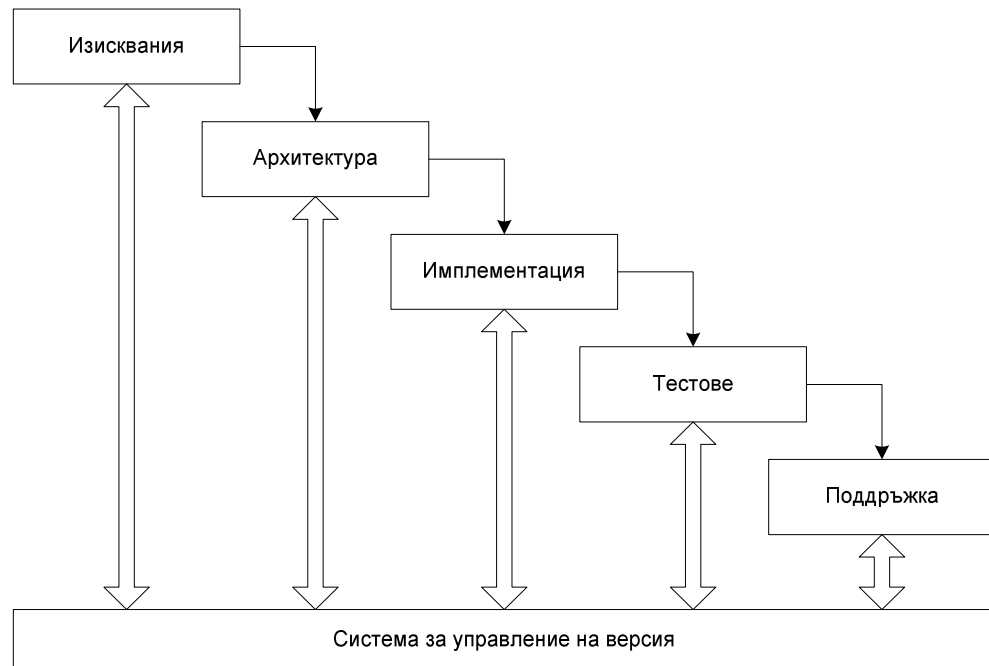 Изисквания
Архитектура
Имплементация
Тестове
Поддръжка
Система за управление на версия